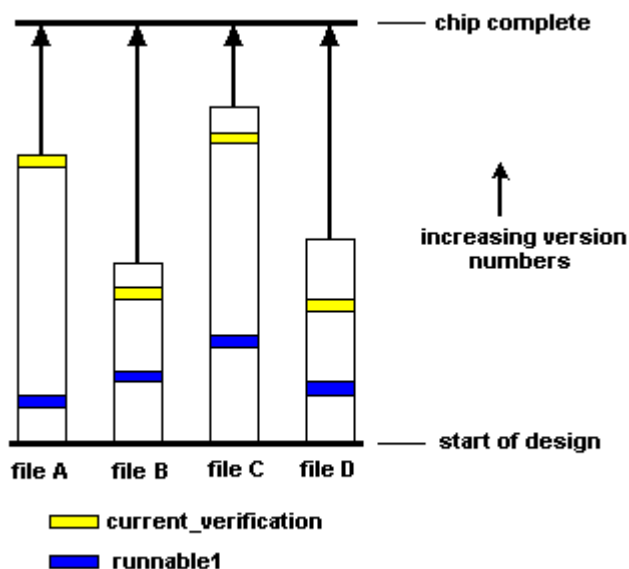 chip complete
increasing version
numbers
start of design
file A
file B
file C
file D
current_verification
runnable1